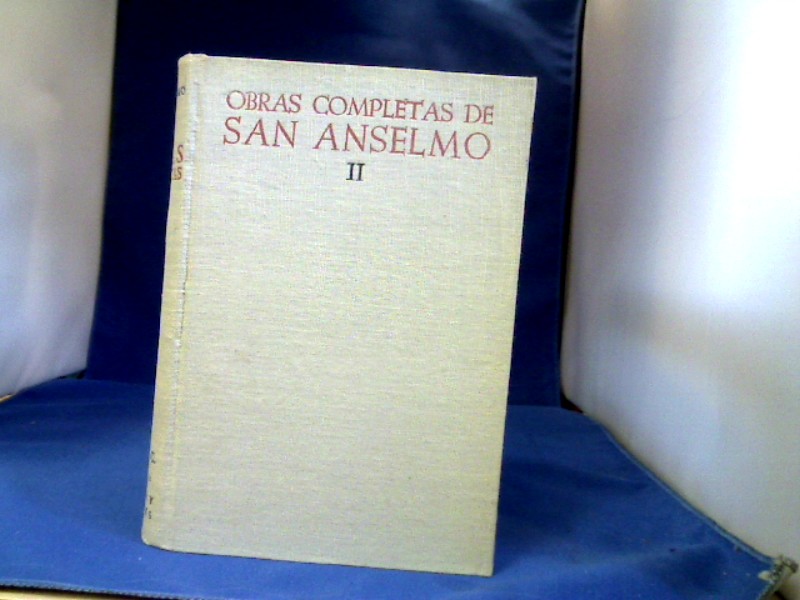 OBRAS COMPLETAS DE
SAN ANSELMO
II